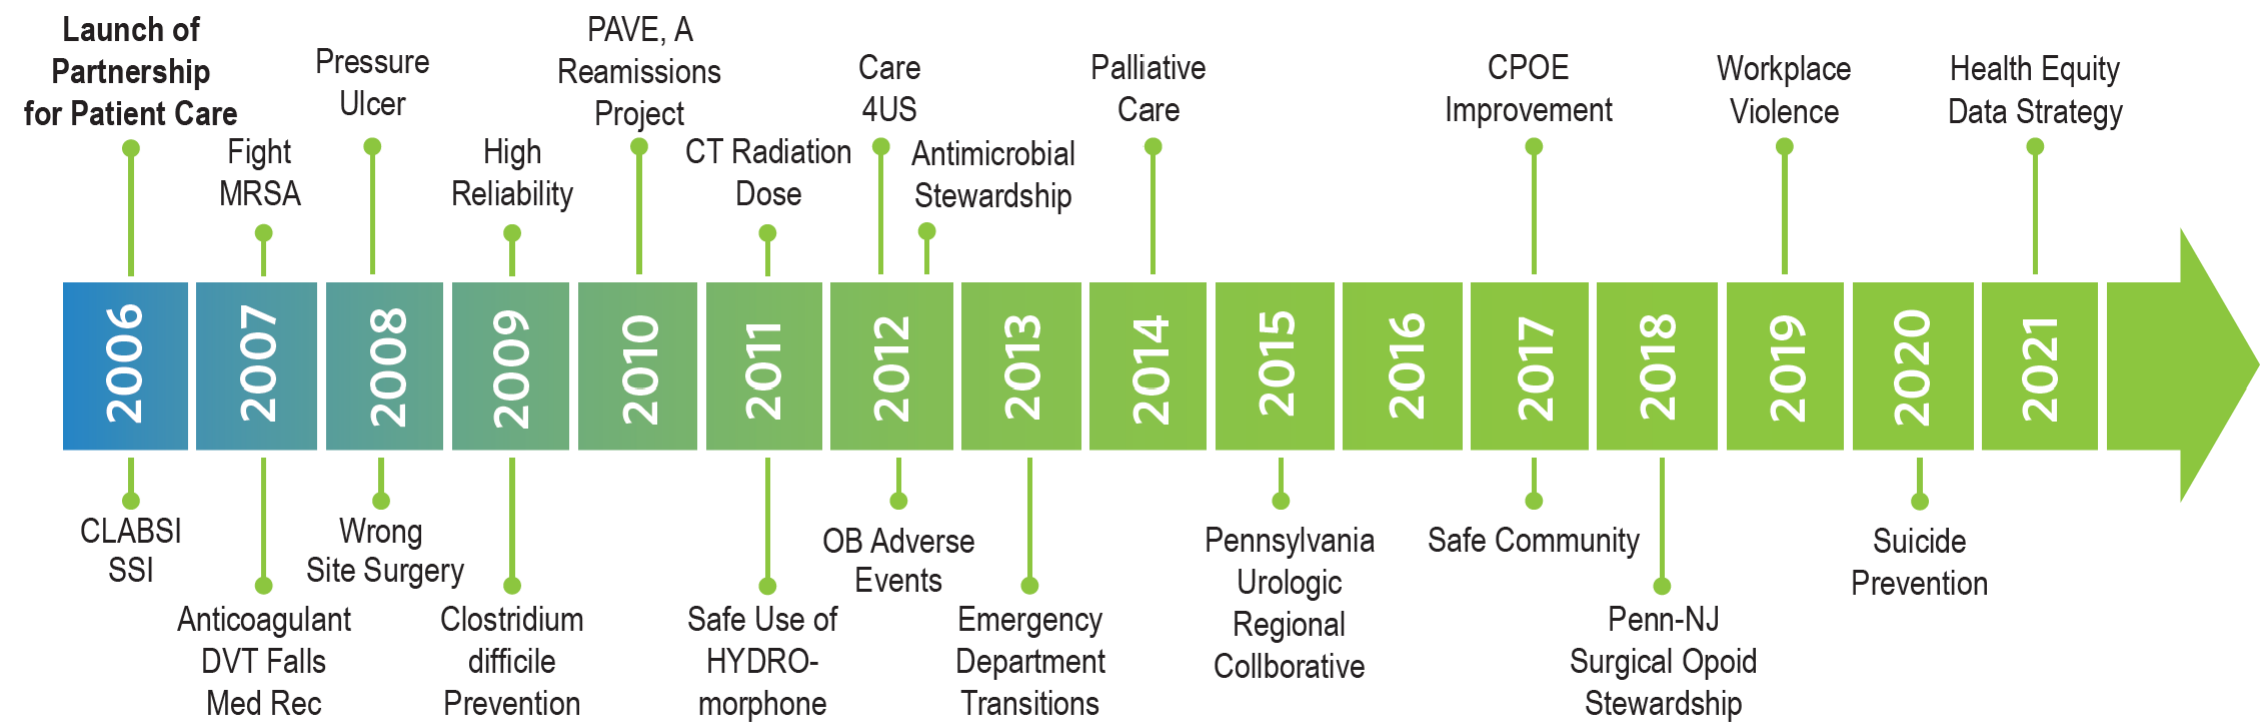 Launch of
Partnership
for Patient Care
Fight
MRSA
Pressure
Ulcer
High
Reliability
PAVE, A
Reamissions
Project
CT Radiation
Dose
Care
4US
Antimicrobial
Stewardship
Palliative
Care
CPOE
Improvement
Workplace
Violence
Health Equity
Data Strategy
2006
2007
2008
2009
2010
2011
2012
2013
2014
2015
2016
2017
2018
2019
2020
2021
CLABSI
SSI
Anticoagulant
DVT Falls
Med Rec
Wrong
Site Surgery
Clostridium
difficile
Prevention
Safe Use of
HYDRO-
morphone
OB Adverse
Events
Emergency
Department
Transitions
Pennsylvania
Urologic
Regional
Collborative
Safe Community
Penn-NJ
Surgical Opoid
Stewardship
Suicide
Prevention